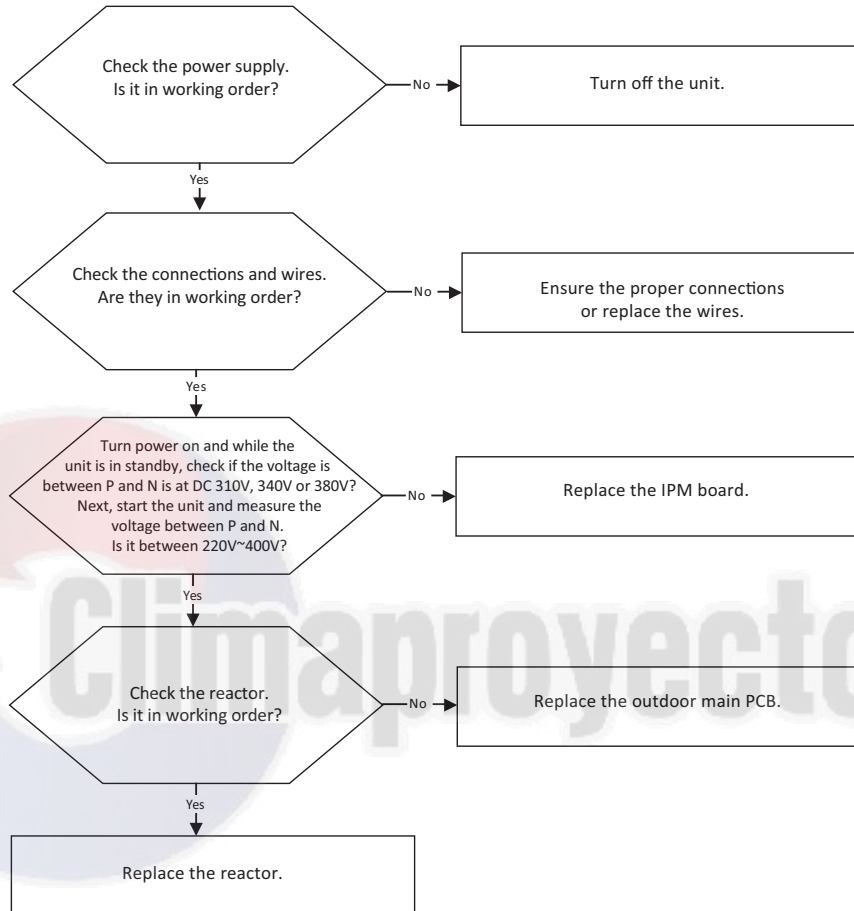 Check the power supply.
Is it in working order?
No
Turn off the unit.
Yes
Check the connections and wires.
Are they in working order?
No
Ensure the proper connections
or replace the wires.
Yes
Turn power on and while the
unit is in standby, check if the voltage is
between P and N is at DC 310V, 340V or 380V?
Next, start the unit and measure the
voltage between P and N.
Is it between 220V~400V?
No
Replace the IPM board.
Yes
Climaproyecto
Check the reactor.
Is it in working order?
No
Replace the outdoor main PCB.
Yes
Replace the reactor.